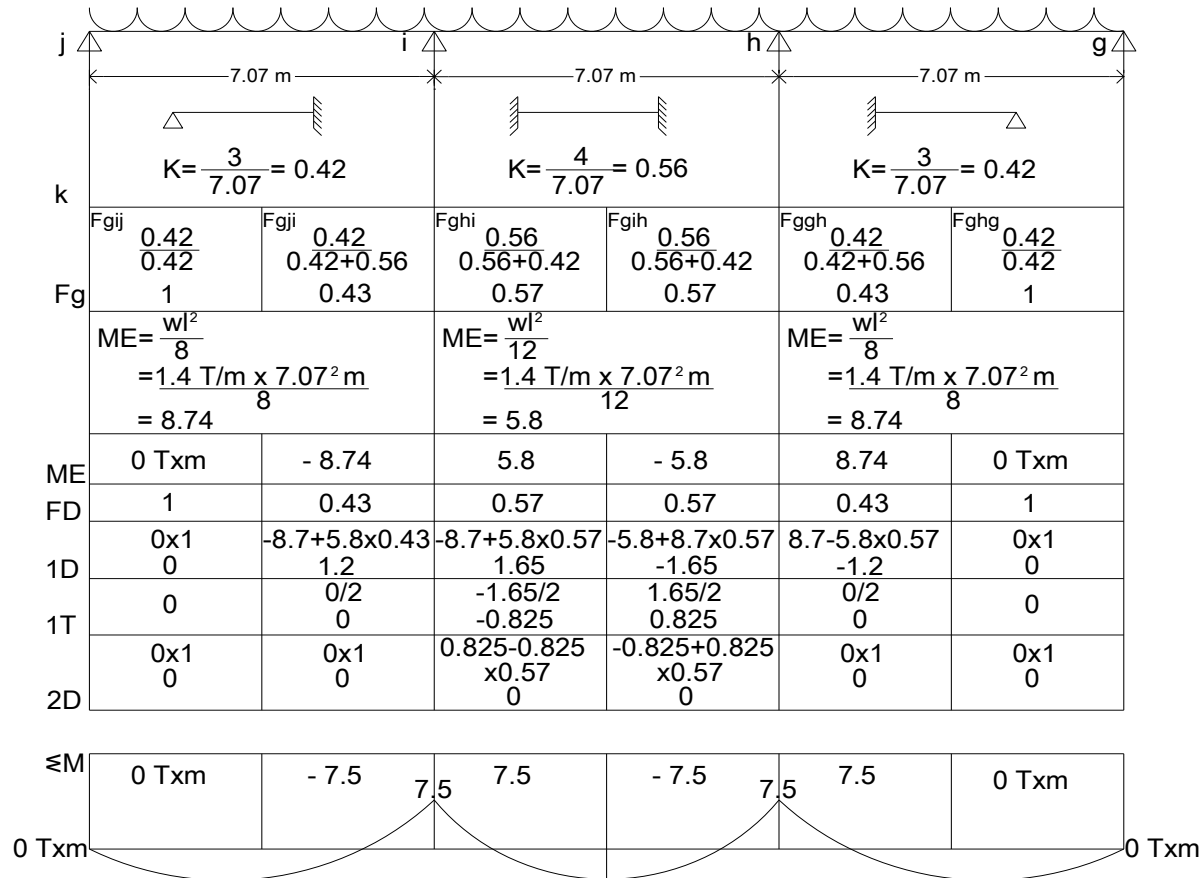 j i h g
7.07 m 7.07 m 7.07 m
K= 3/7.07 = 0.42 K= 4/7.07 = 0.56 K= 3/7.07 = 0.42
k
Fgij Fgji Fghi Fgih Fggh Fghg
0.42/0.42 0.42/0.42+0.56 0.56/0.56+0.42 0.56/0.56+0.42 0.42/0.42+0.56 0.42/0.42
Fg 1 0.43 0.57 0.57 0.43 1
ME= wl²/8 ME= wl²/12 ME= wl²/8
=1.4 T/m x 7.07² m/8 =1.4 T/m x 7.07² m/12 =1.4 T/m x 7.07² m/8
= 8.74 = 5.8 = 8.74
ME 0 Txm - 8.74 5.8 - 5.8 8.74 0 Txm
FD 1 0.43 0.57 0.57 0.43 1
0x1 -8.7+5.8x0.43 -8.7+5.8x0.57 -5.8+8.7x0.57 8.7-5.8x0.57 0x1
1D 0 1.2 1.65 -1.65 -1.2 0
0 0/2 -1.65/2 1.65/2 0/2 0
1T 0 -0.825 0.825 0
0x1 0x1 0.825-0.825 -0.825+0.825 0x1 0x1
0 0 x0.57 x0.57 0 0
2D 0 0
≶M 0 Txm - 7.5 7.5 - 7.5 7.5 0 Txm
7.5 7.5
0 Txm 0 Txm